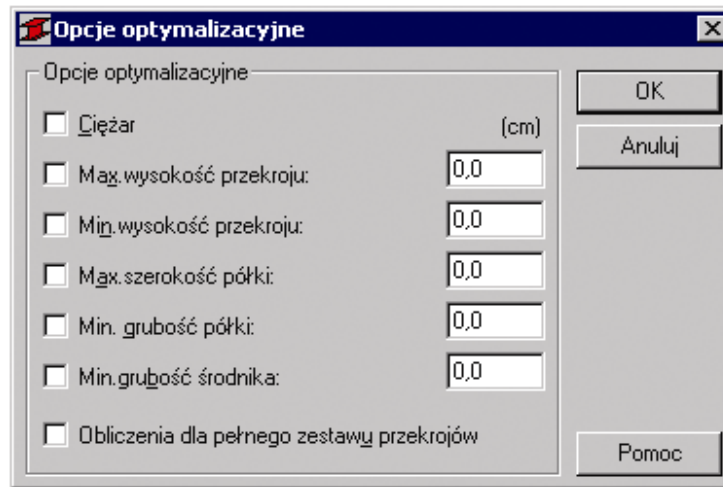 Opcje optymalizacyjne
Opcje optymalizacyjne
Ciężar
(cm)
Max.wysokość przekroju:
0,0
Min.wysokość przekroju:
0,0
Max.szerokość półki:
0,0
Min. grubość półki:
0,0
Min.grubość środnika:
0,0
Obliczenia dla pełnego zestawy przekrojów
OK
Anuluj
Pomoc